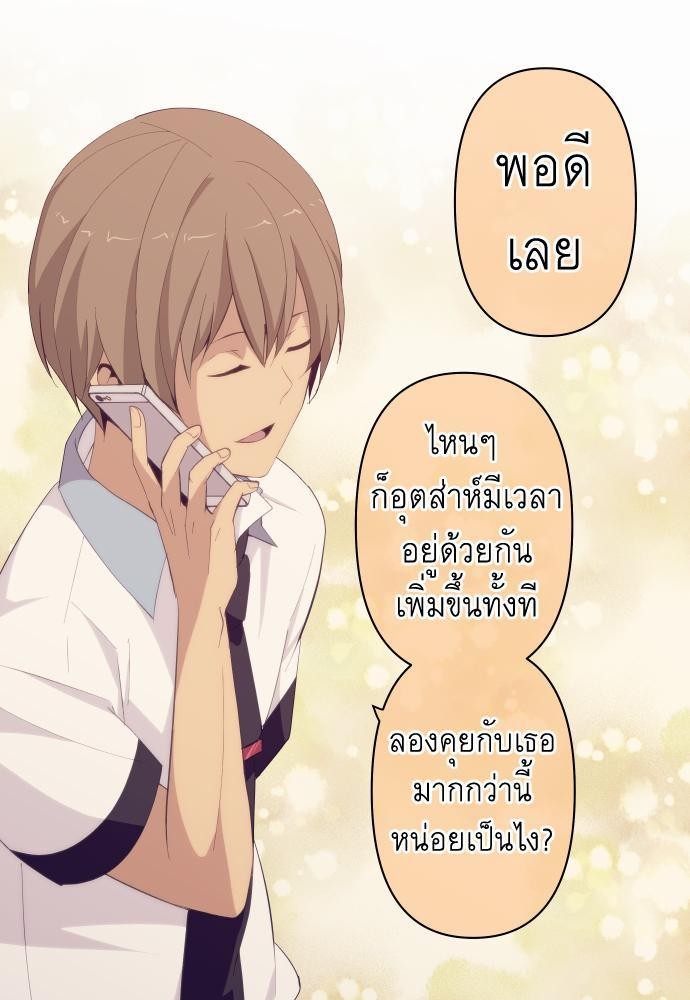 พอดี
เลย
ไหนๆ
ก็อุตส่าห์มีเวลา
อยู่ด้วยกัน
เพิ่มขึ้นทั้งที
ลองคุยกับเธอ
มากกว่านี้
หน่อยเป็นไง?